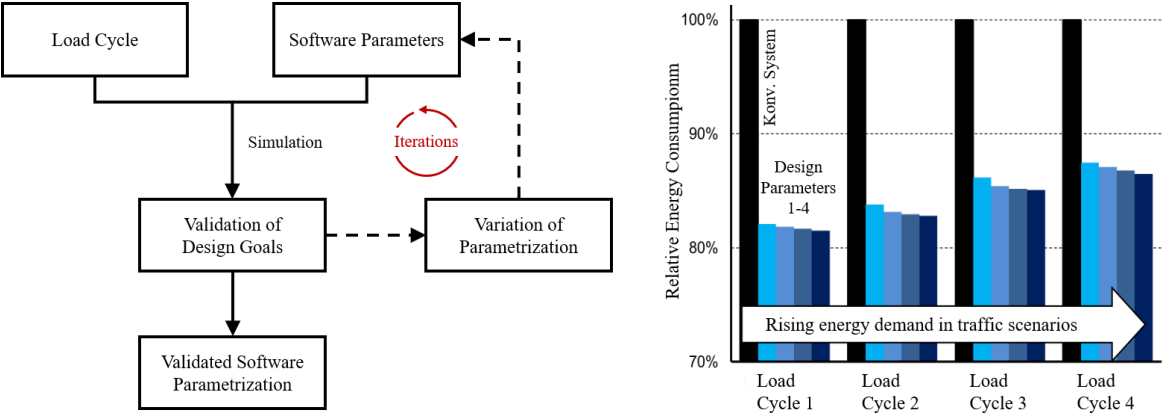 Load Cycle
Software Parameters
Simulation
Iterations
Validation of
Design Goals
Variation of
Parametrization
Validated Software
Parametrization
Relative Energy Consumpionm
100%
90%
80%
70%
Konv. System
Design
Parameters
1-4
Rising energy demand in traffic scenarios
Load
Cycle 1
Load
Cycle 2
Load
Cycle 3
Load
Cycle 4